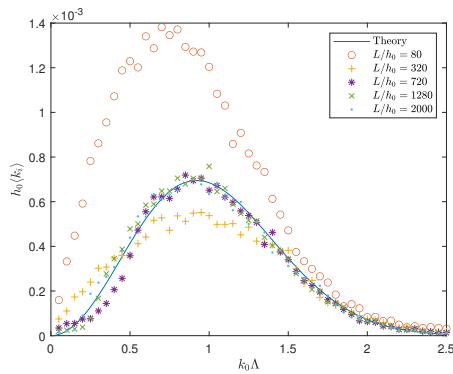 ×10⁻³
1.4
1.2
1
0.8
0.6
0.4
0.2
0
h₀⟨kᵢ⟩
Theory
L/h₀ = 80
L/h₀ = 320
L/h₀ = 720
L/h₀ = 1280
L/h₀ = 2000
0 0.5 1 1.5 2 2.5
k₀Λ